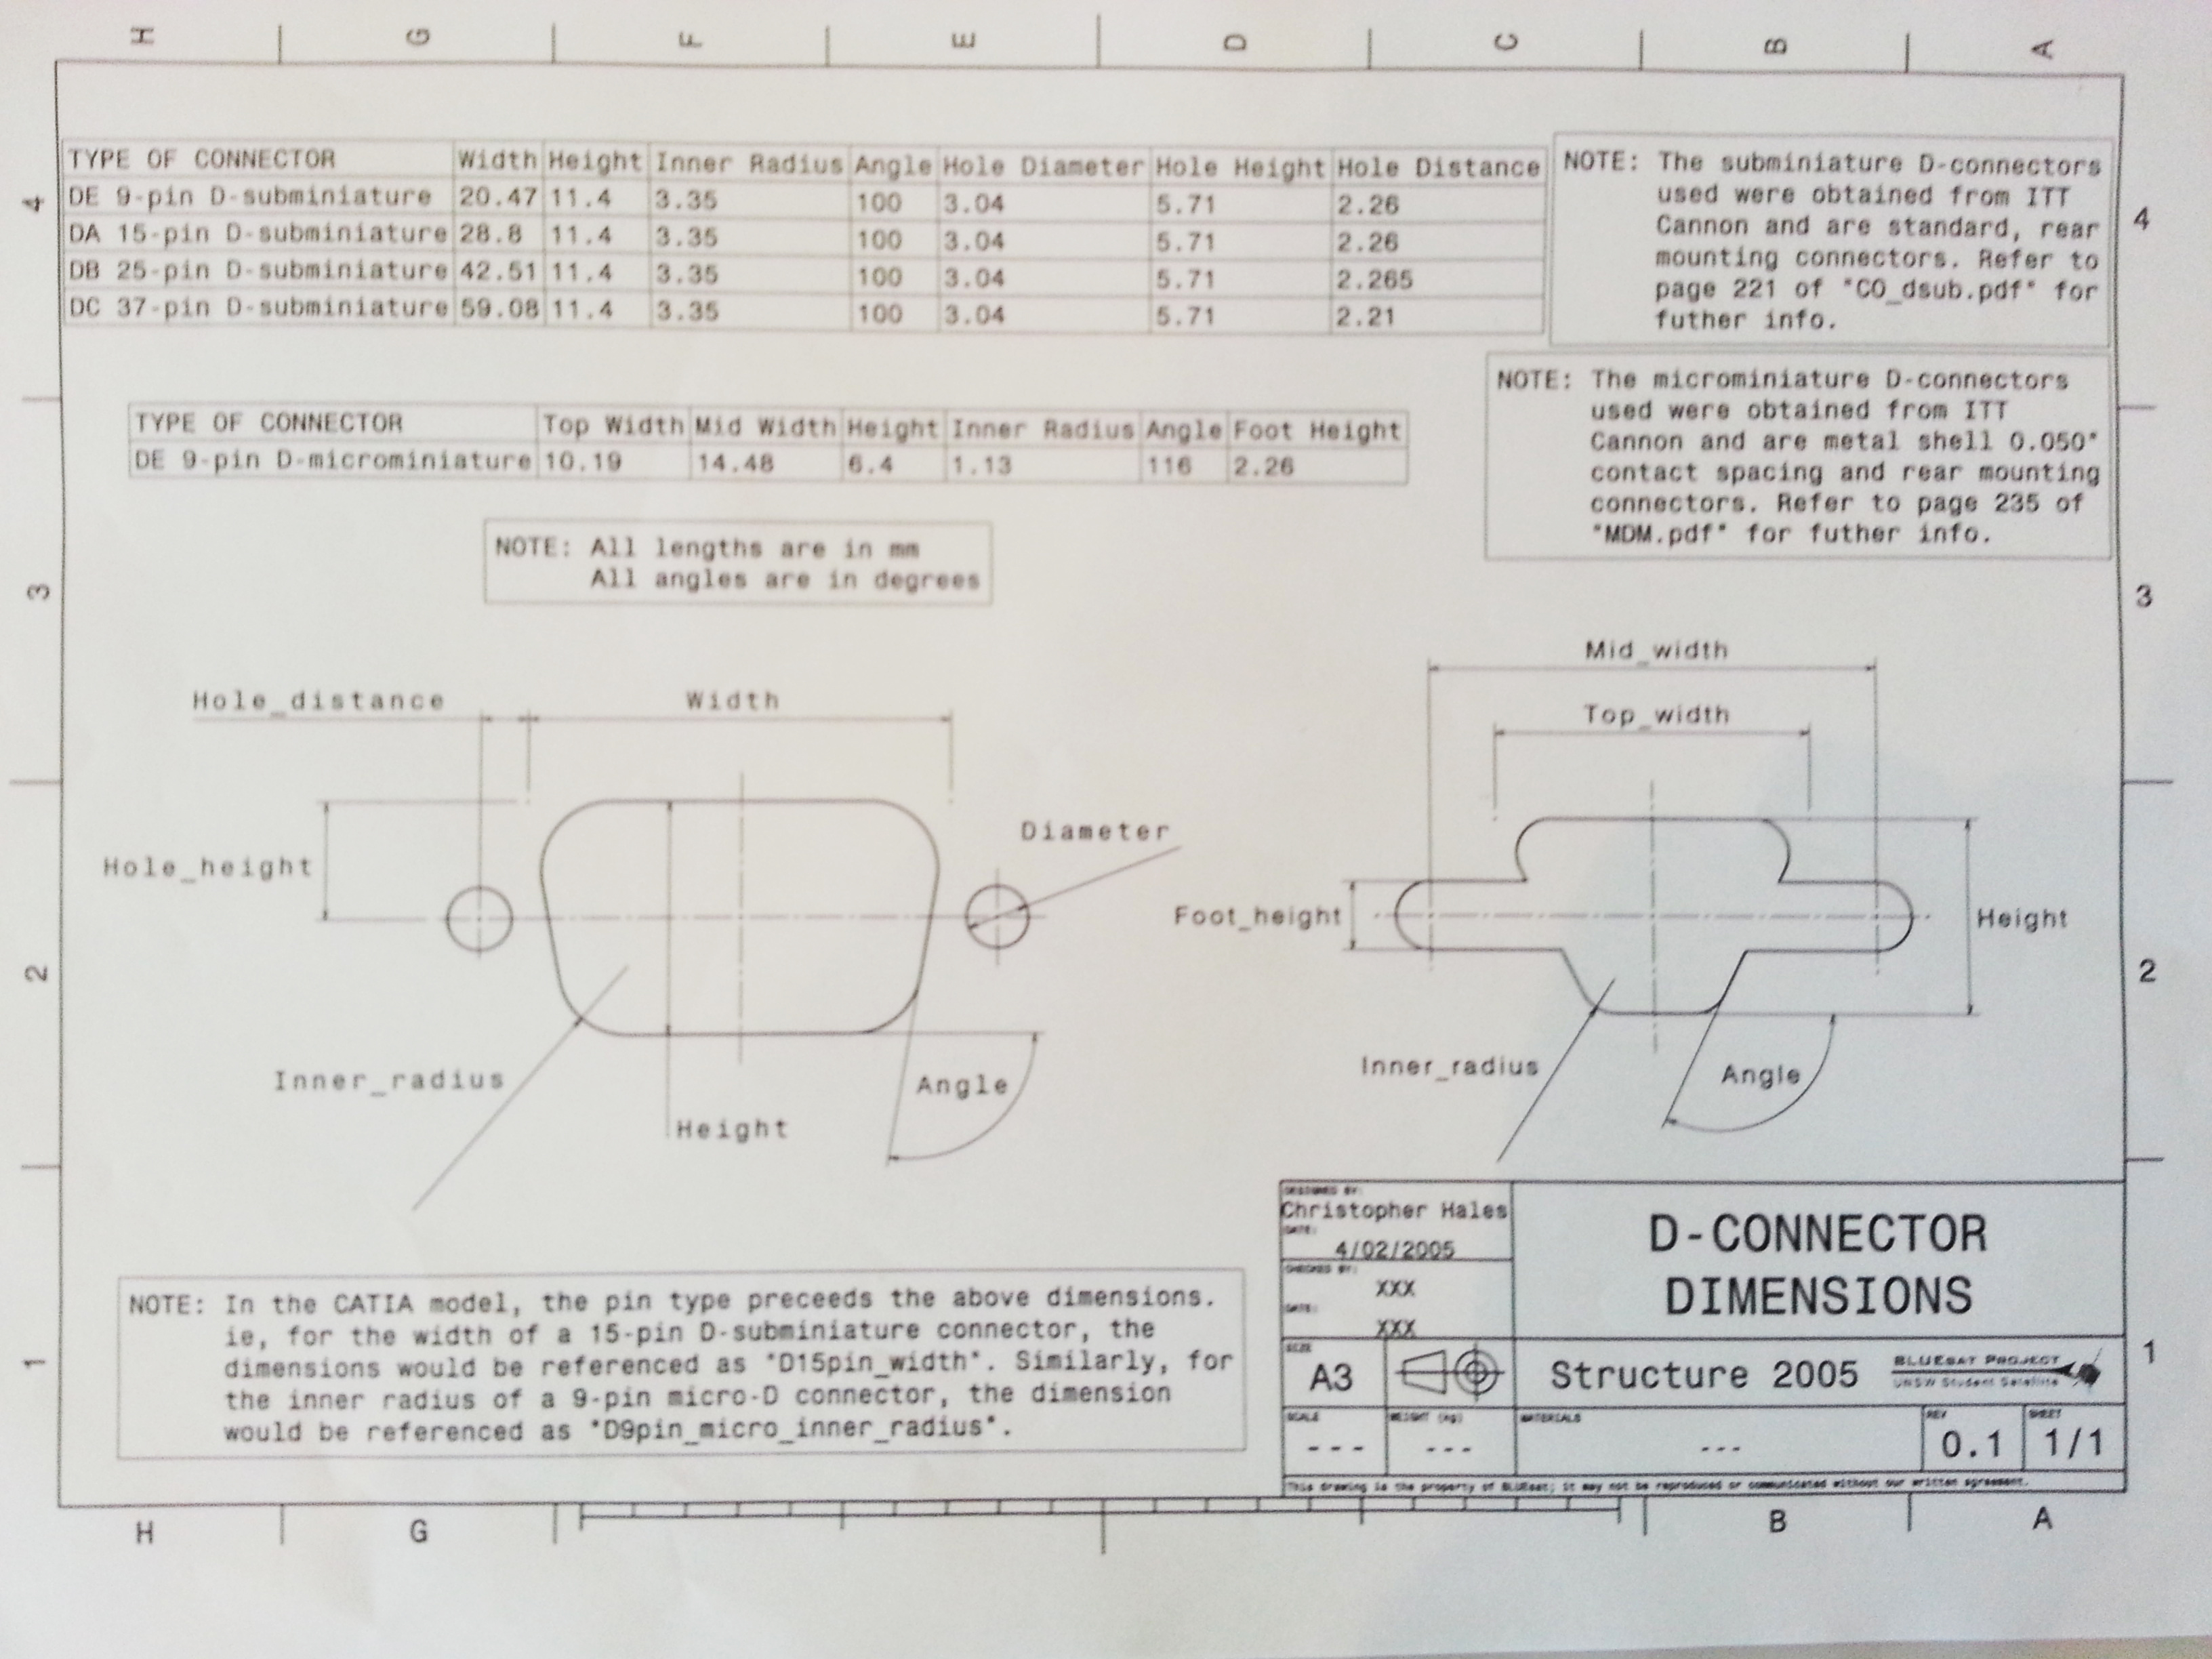 H G F E D C B A
TYPE OF CONNECTOR Width Height Inner Radius Angle Hole Diameter Hole Height Hole Distance
DE 9-pin D-subminiature 20.47 11.4 3.35 100 3.04 5.71 2.26
DA 15-pin D-subminiature 28.8 11.4 3.35 100 3.04 5.71 2.26
DB 25-pin D-subminiature 42.51 11.4 3.35 100 3.04 5.71 2.265
DC 37-pin D-subminiature 59.08 11.4 3.35 100 3.04 5.71 2.21
NOTE: The subminiature D-connectors
used were obtained from ITT
Cannon and are standard, rear
mounting connectors. Refer to
page 221 of "CO_dsub.pdf" for
futher info.
4 4
TYPE OF CONNECTOR Top Width Mid Width Height Inner Radius Angle Foot Height
DE 9-pin D-microminiature 10.19 14.48 6.4 1.13 116 2.26
NOTE: The microminiature D-connectors
used were obtained from ITT
Cannon and are metal shell 0.050"
contact spacing and rear mounting
connectors. Refer to page 235 of
"MDM.pdf" for futher info.
NOTE: All lengths are in mm
All angles are in degrees
3 3
Hole_distance
Width
Hole_height
Diameter
Inner_radius
Height
Angle
Mid_width
Top_width
Foot_height
Height
Inner_radius
Angle
2 2
NOTE: In the CATIA model, the pin type preceeds the above dimensions.
ie, for the width of a 15-pin D-subminiature connector, the
dimensions would be referenced as "D15pin_width". Similarly, for
the inner radius of a 9-pin micro-D connector, the dimension
would be referenced as "D9pin_micro_inner_radius".
1 1
DESIGNED BY:
Christopher Hales
DATE:
4/02/2005
CHECKED BY:
XXX
DATE:
XXX
D-CONNECTOR
DIMENSIONS
SIZE
A3
Structure 2005
BLUEsat Project
UNSW Student Satellite
SCALE
---
WEIGHT (kg)
---
MATERIALS
---
REV
0.1
SHEET
1/1
This drawing is the property of BLUEsat; it may not be reproduced or communicated without our written agreement.
H G B A